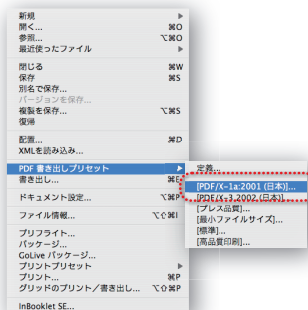 新規
開く... ⌘O
参照... ⌥⌘O
最近使ったファイル
閉じる ⌘W
保存 ⌘S
別名で保存...
バージョンを保存...
複製を保存... ⌥⌘S
復帰
配置... ⌘D
XMLを読み込み...
PDF 書き出しプリセット
書き出し... ⌘E
ドキュメント設定... ⌥⌘P
ファイル情報... ⌥⇧⌘I
プリフライト...
パッケージ...
GoLive パッケージ...
プリントプリセット
プリント... ⌘P
グリッドのプリント／書き出し... ⌥⇧⌘P
InBooklet SE...
定義...
[PDF/X-1a:2001 (日本)]...
[PDF/X-3:2002 (日本)]...
[プレス品質]...
[最小ファイルサイズ]...
[標準]...
[高品質印刷]...